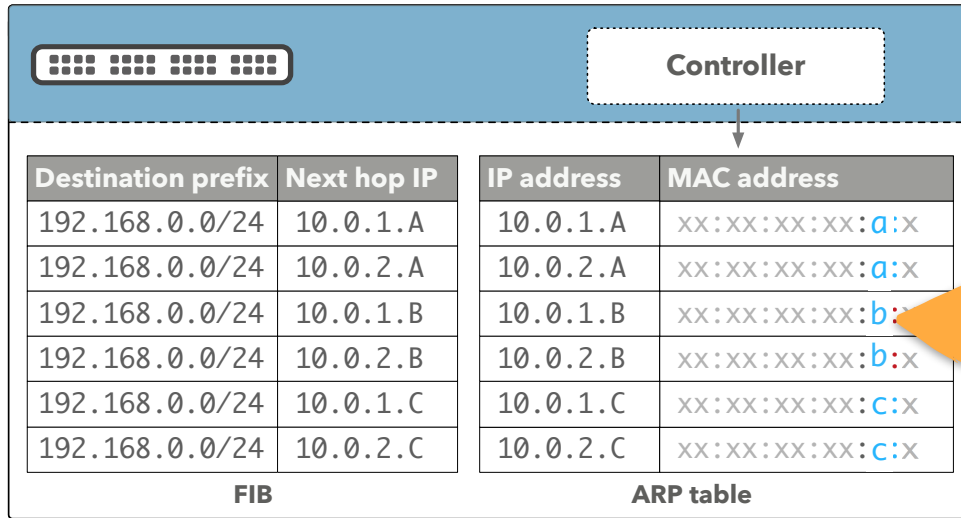 Controller
Destination prefix Next hop IP IP address MAC address
192.168.0.0/24 10.0.1.A 10.0.1.A xx:xx:xx:xx:a:x
192.168.0.0/24 10.0.2.A 10.0.2.A xx:xx:xx:xx:a:x
192.168.0.0/24 10.0.1.B 10.0.1.B xx:xx:xx:xx:b:
192.168.0.0/24 10.0.2.B 10.0.2.B xx:xx:xx:xx:b:x
192.168.0.0/24 10.0.1.C 10.0.1.C xx:xx:xx:xx:c:x
192.168.0.0/24 10.0.2.C 10.0.2.C xx:xx:xx:xx:c:x
FIB ARP table